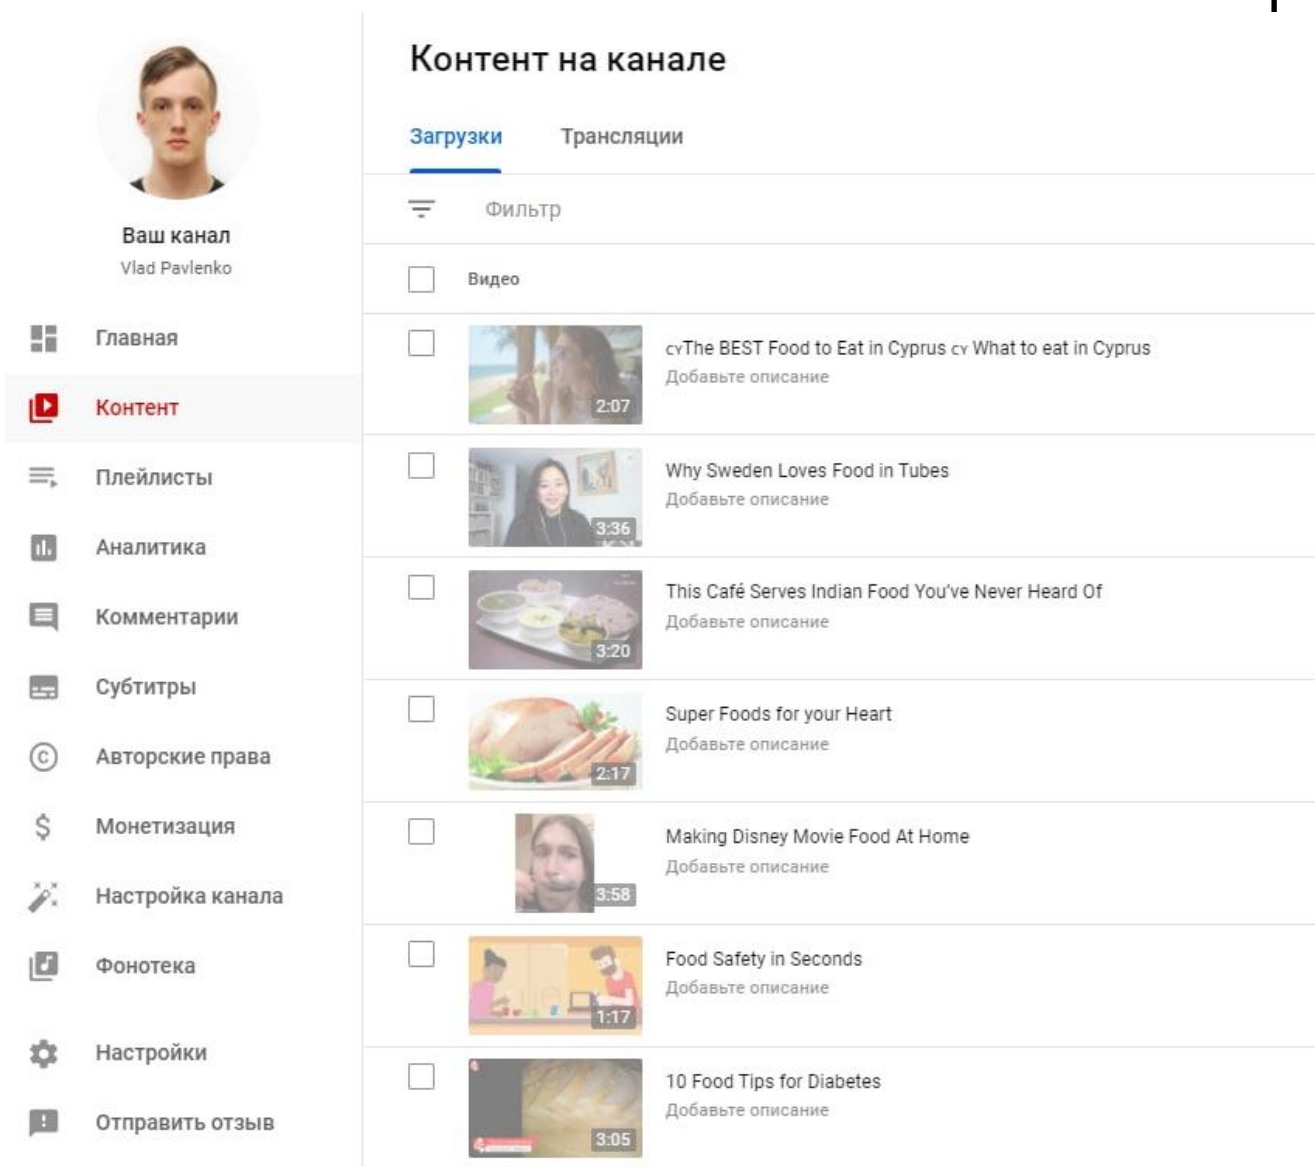 Контент на канале
Загрузки Трансляции
Фильтр
Ваш канал
Vlad Pavlenko
Видео
Главная
Контент
Плейлисты
Аналитика
Комментарии
Субтитры
Авторские права
Монетизация
Настройка канала
Фонотека
Настройки
Отправить отзыв
2:07
cʏThe BEST Food to Eat in Cyprus cʏ What to eat in Cyprus
Добавьте описание
3:36
Why Sweden Loves Food in Tubes
Добавьте описание
3:20
This Café Serves Indian Food You've Never Heard Of
Добавьте описание
2:17
Super Foods for your Heart
Добавьте описание
3:58
Making Disney Movie Food At Home
Добавьте описание
1:17
Food Safety in Seconds
Добавьте описание
3:05
10 Food Tips for Diabetes
Добавьте описание